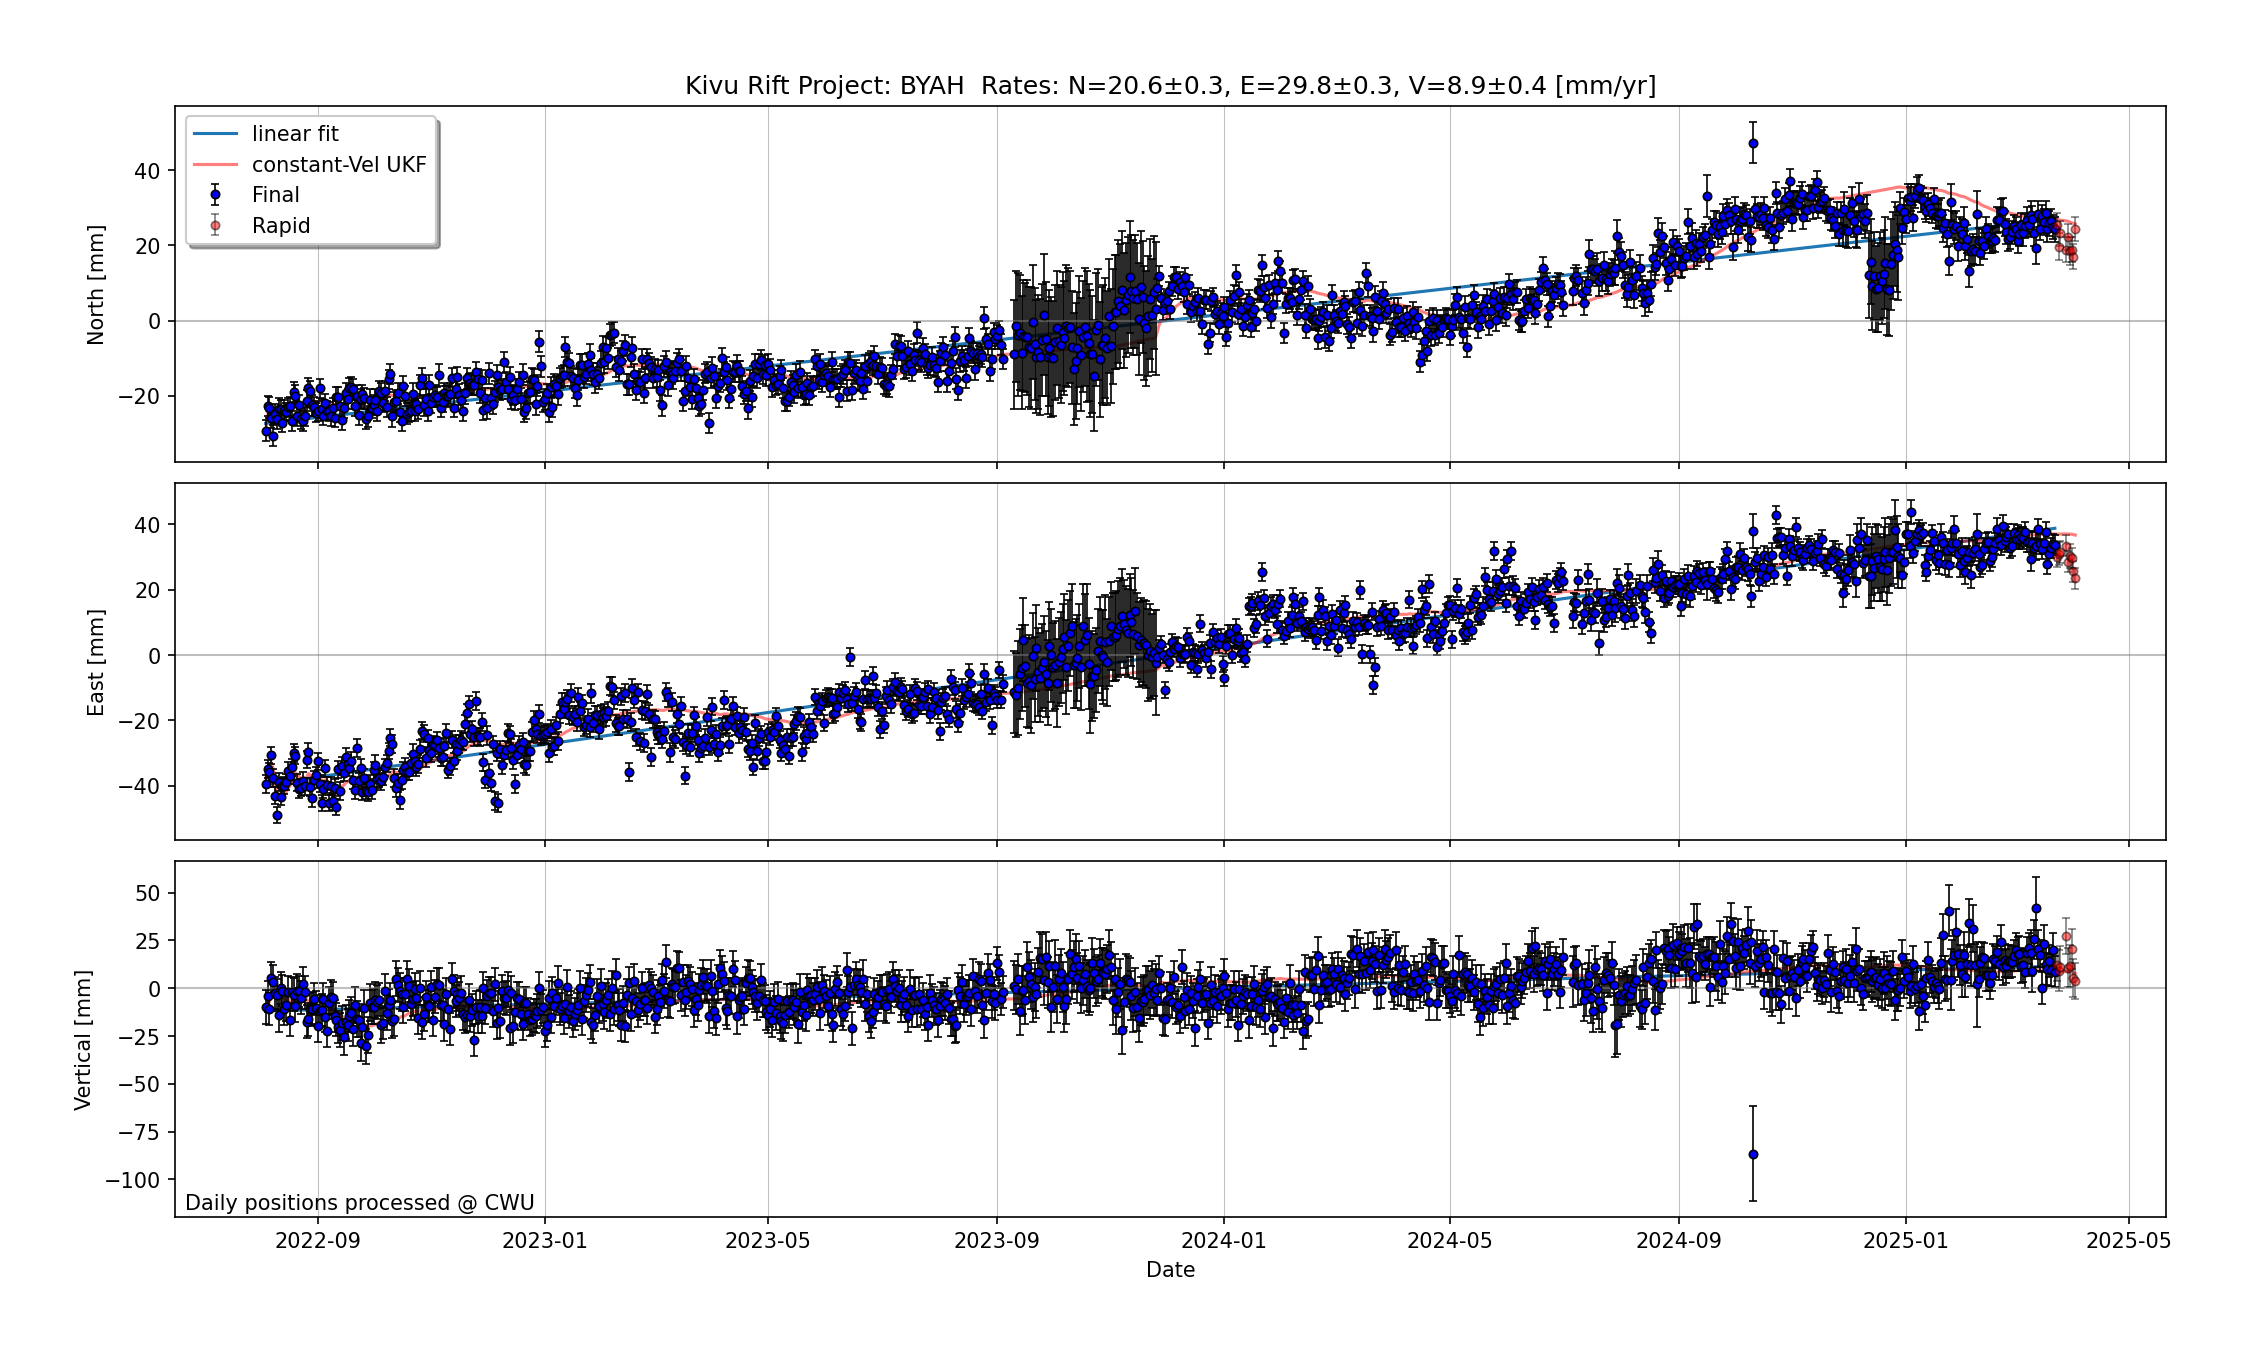 Kivu Rift Project: BYAH  Rates: N=20.6±0.3, E=29.8±0.3, V=8.9±0.4 [mm/yr]
linear fit
constant-Vel UKF
Final
Rapid
North [mm]
40
20
0
−20
East [mm]
40
20
0
−20
−40
Vertical [mm]
50
25
0
−25
−50
−75
−100
Daily positions processed @ CWU
2022-09 2023-01 2023-05 2023-09 2024-01 2024-05 2024-09 2025-01 2025-05
Date